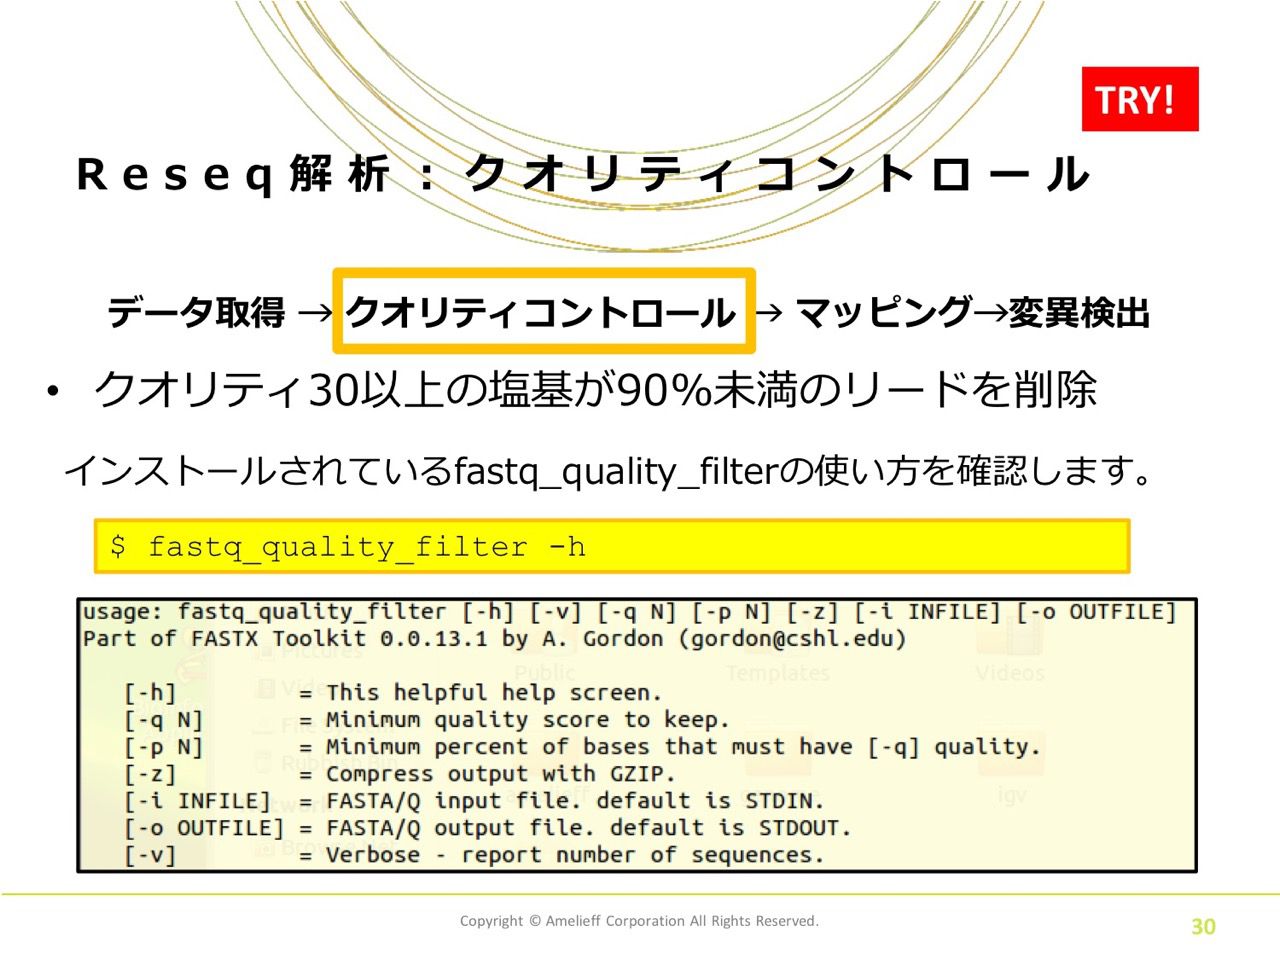 TRY!
Reseq解析：クオリティコントロール
データ取得 → クオリティコントロール → マッピング→変異検出
• クオリティ30以上の塩基が90%未満のリードを削除
インストールされているfastq_quality_filterの使い方を確認します。
$ fastq_quality_filter -h
usage: fastq_quality_filter [-h] [-v] [-q N] [-p N] [-z] [-i INFILE] [-o OUTFILE]
Part of FASTX Toolkit 0.0.13.1 by A. Gordon (gordon@cshl.edu)
[-h] = This helpful help screen.
[-q N] = Minimum quality score to keep.
[-p N] = Minimum percent of bases that must have [-q] quality.
[-z] = Compress output with GZIP.
[-i INFILE] = FASTA/Q input file. default is STDIN.
[-o OUTFILE] = FASTA/Q output file. default is STDOUT.
[-v] = Verbose - report number of sequences.
Pictures
Public
Templates
Videos
File System
Rubbish Bin
igv
Copyright © Amelieff Corporation All Rights Reserved.
30